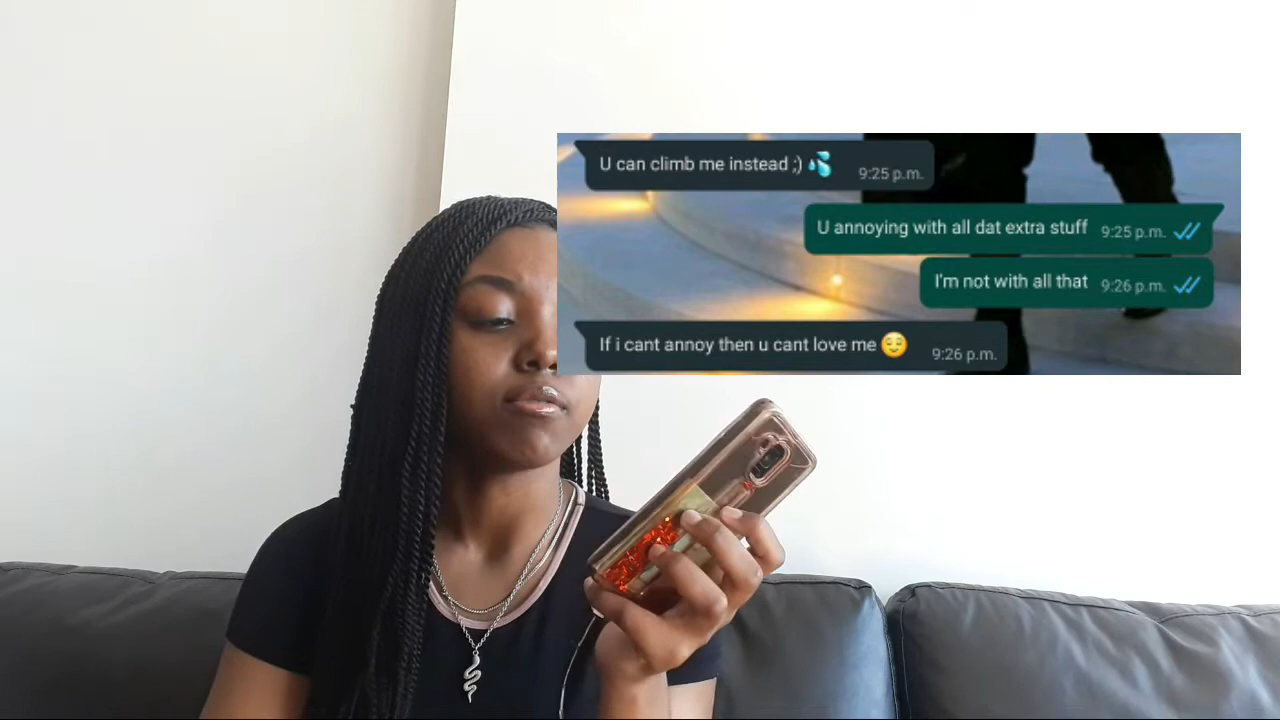 U can climb me instead ;) 💦 9:25 p.m.
U annoying with all dat extra stuff 9:25 p.m.
I'm not with all that 9:26 p.m.
If i cant annoy then u cant love me 😌 9:26 p.m.